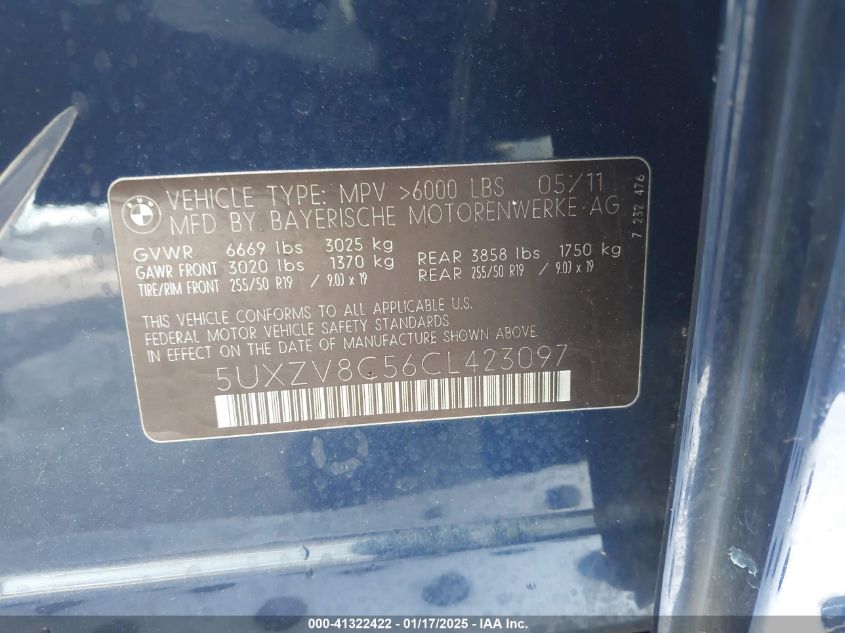 BMW
VEHICLE TYPE: MPV >6000 LBS 05/11
MFD BY BAYERISCHE MOTORENWERKE AG
7 232 476
GVWR 6669 lbs 3025 kg
GAWR FRONT 3020 lbs 1370 kg REAR 3858 lbs 1750 kg
TIRE/RIM FRONT 255/50 R19 / 9.0J x 19 REAR 255/50 R19 / 9.0J x 19
THIS VEHICLE CONFORMS TO ALL APPLICABLE U.S.
FEDERAL MOTOR VEHICLE SAFETY STANDARDS
IN EFFECT ON THE DATE OF MANUFACTURE SHOWN ABOVE.
5UXZV8C56CL423097
000-41322422 - 01/17/2025 - IAA Inc.